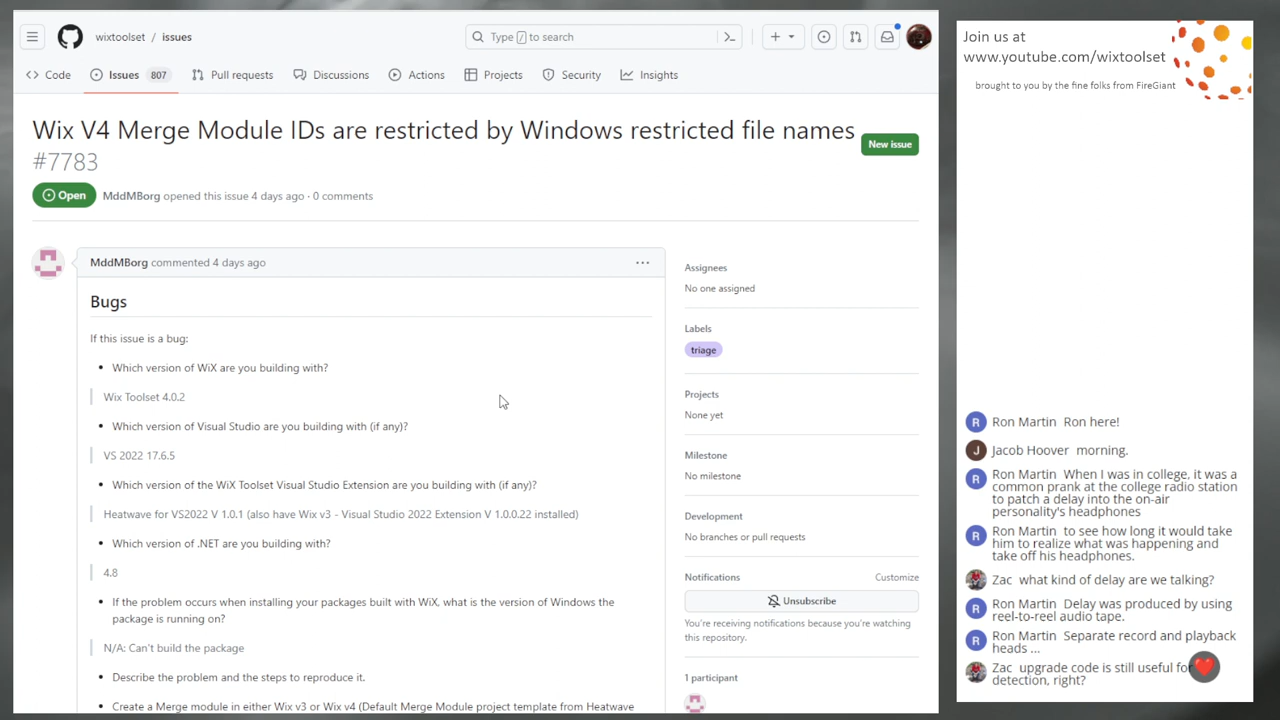 wixtoolset / issues
Type / to search
Code
Issues 807
Pull requests
Discussions
Actions
Projects
Security
Insights
Wix V4 Merge Module IDs are restricted by Windows restricted file names
#7783
New issue
Open
MddMBorg opened this issue 4 days ago · 0 comments
MddMBorg commented 4 days ago
Bugs
If this issue is a bug:
• Which version of WiX are you building with?
Wix Toolset 4.0.2
• Which version of Visual Studio are you building with (if any)?
VS 2022 17.6.5
• Which version of the WiX Toolset Visual Studio Extension are you building with (if any)?
Heatwave for VS2022 V 1.0.1 (also have Wix v3 - Visual Studio 2022 Extension V 1.0.0.22 installed)
• Which version of .NET are you building with?
4.8
• If the problem occurs when installing your packages built with WiX, what is the version of Windows the
package is running on?
N/A: Can't build the package
• Describe the problem and the steps to reproduce it.
• Create a Merge module in either Wix v3 or Wix v4 (Default Merge Module project template from Heatwave
Assignees
No one assigned
Labels
triage
Projects
None yet
Milestone
No milestone
Development
No branches or pull requests
Notifications
Customize
Unsubscribe
You're receiving notifications because you're watching
this repository.
1 participant
Join us at
www.youtube.com/wixtoolset
brought to you by the fine folks from FireGiant
R Ron Martin Ron here!
J Jacob Hoover morning.
R Ron Martin When I was in college, it was a
common prank at the college radio station
to patch a delay into the on-air
personality's headphones
R Ron Martin to see how long it would take
him to realize what was happening and
take off his headphones.
Zac what kind of delay are we talking?
R Ron Martin Delay was produced by using
reel-to-reel audio tape.
R Ron Martin Separate record and playback
heads ...
Zac upgrade code is still useful for
detection, right?